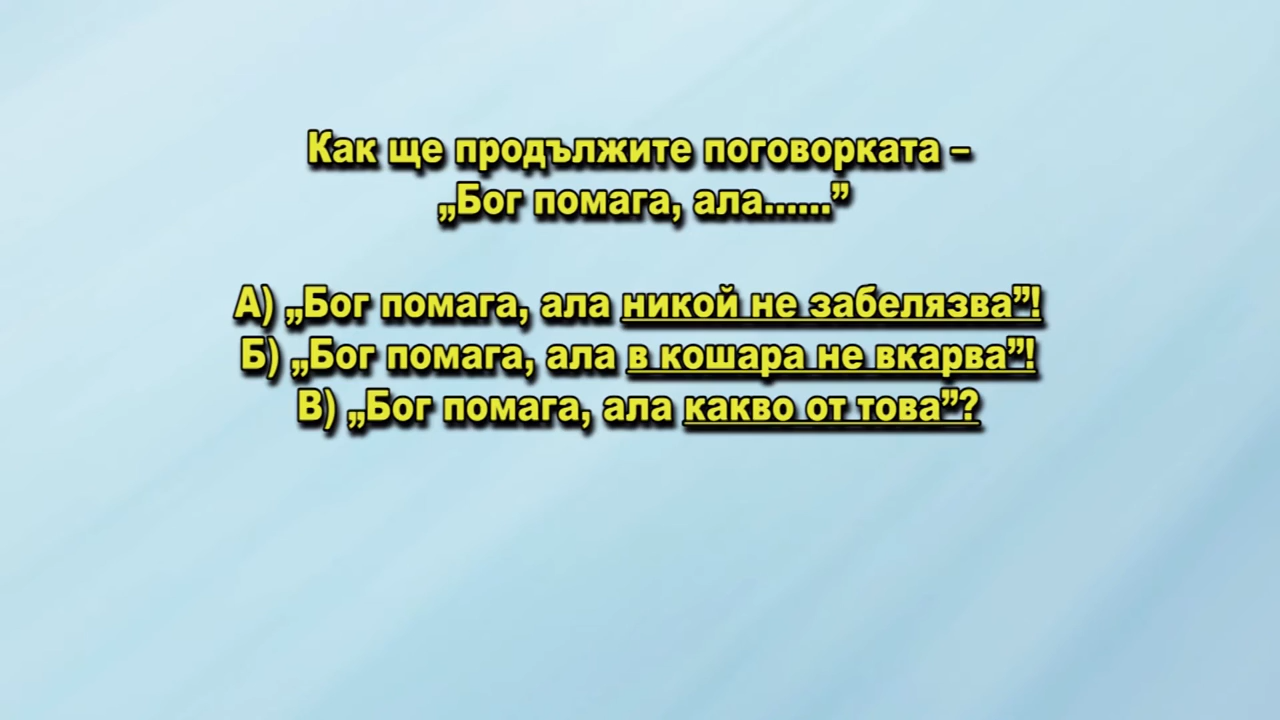 Как ще продължите поговорката –
„Бог помага, ала......”
А) „Бог помага, ала никой не забелязва”!
Б) „Бог помага, ала в кошара не вкарва”!
В) „Бог помага, ала какво от това”?